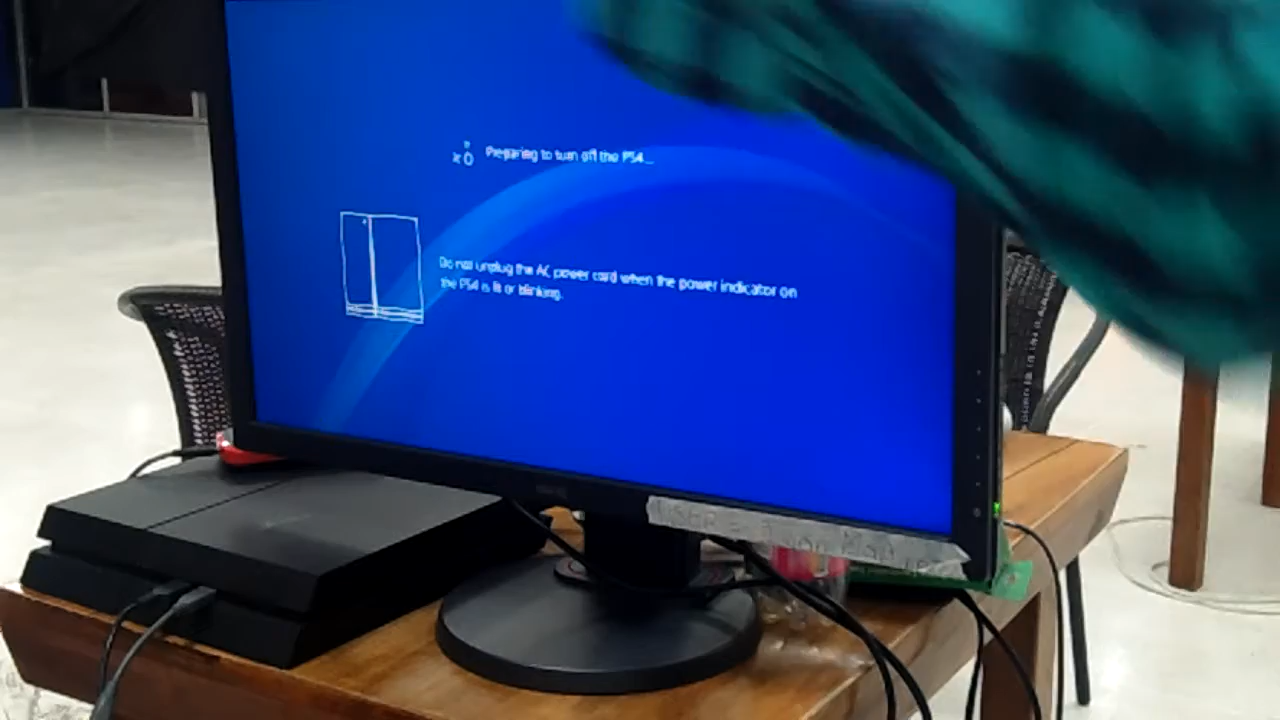 Preparing to turn off the PS4...
Do not unplug the AC power cord when the power indicator on
the PS4 is lit or blinking.
USER